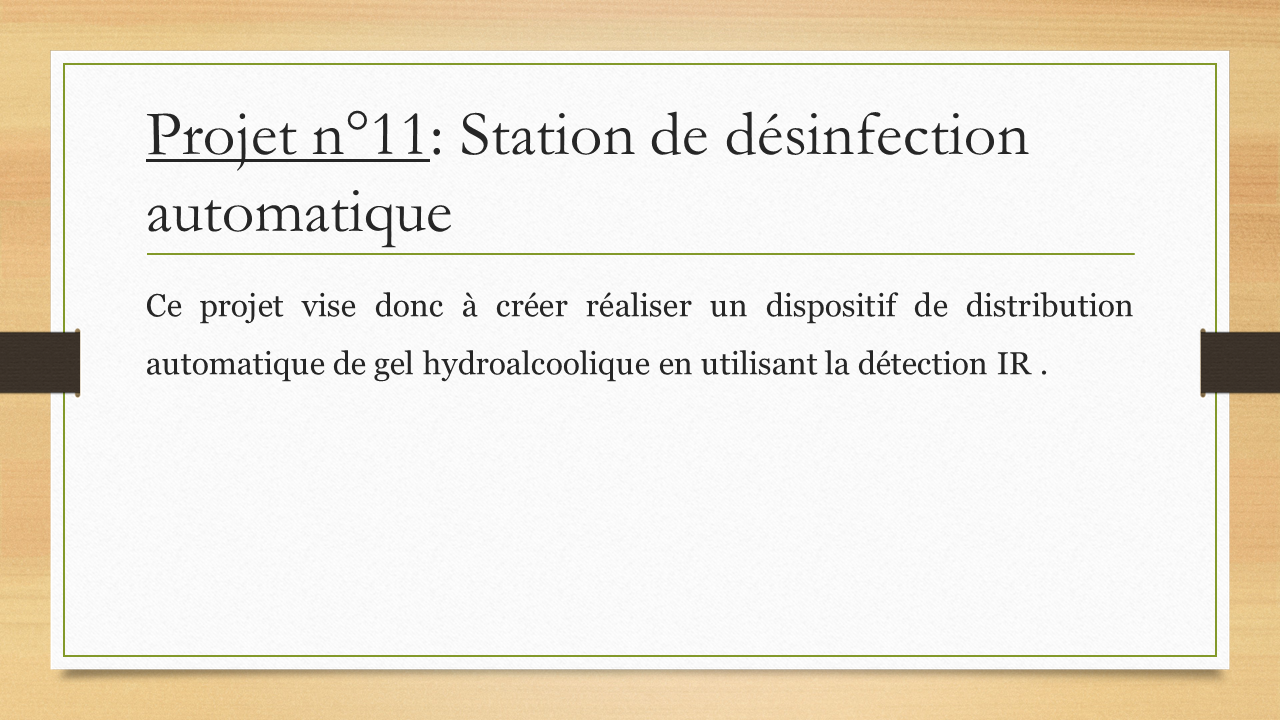 Projet n°11: Station de désinfection
automatique
Ce projet vise donc à créer réaliser un dispositif de distribution
automatique de gel hydroalcoolique en utilisant la détection IR .